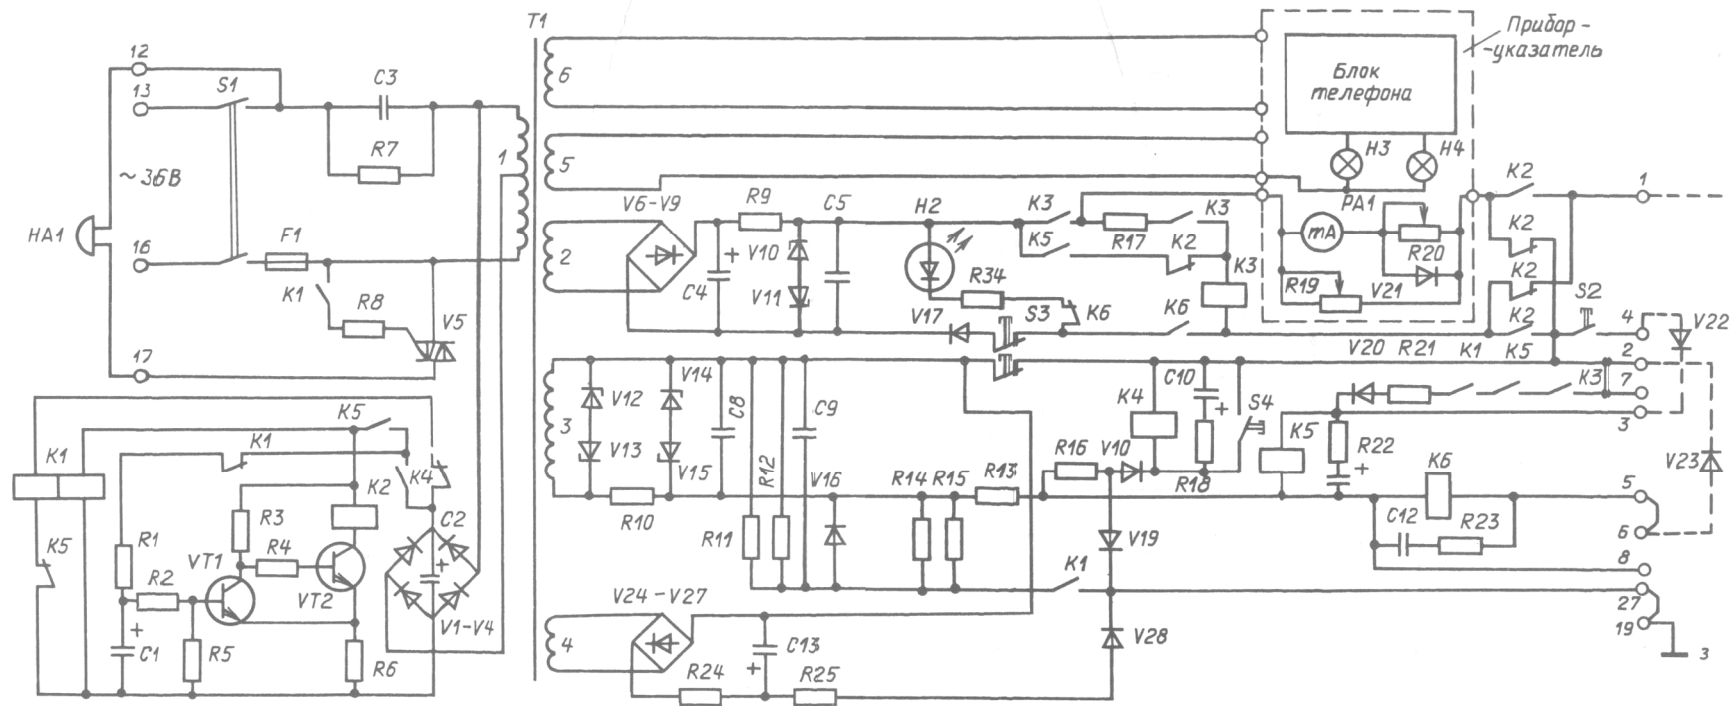 12
13
S1
C3
R7
~36В
НА1
16
F1
K1
R8
V5
17
1
T1
6
5
2
3
4
Прибор-
-указатель
Блок
телефона
H3
H4
PA1
mA
R20
R19
V21
V6-V9
R9
C5
C4
V10
V11
H2
K3
K5
R17
K3
K2
K3
R34
V17
S3
K6
K6
K2
K2
K2
K2
S2
1
4
V22
2
7
3
V12
V13
V14
V15
C8
R12
C9
R10
R11
V16
R14
R15
R13
R16
V10
K4
C10
R18
S4
K5
V20
R21
K1
K5
K3
R22
K6
C12
R23
V23
5
6
8
27
19
З
V19
K1
V28
V24-V27
C13
R24
R25
K1
K5
K1
K5
K4
K2
C2
R1
R2
R3
R4
VT1
VT2
V1-V4
C1
R5
R6